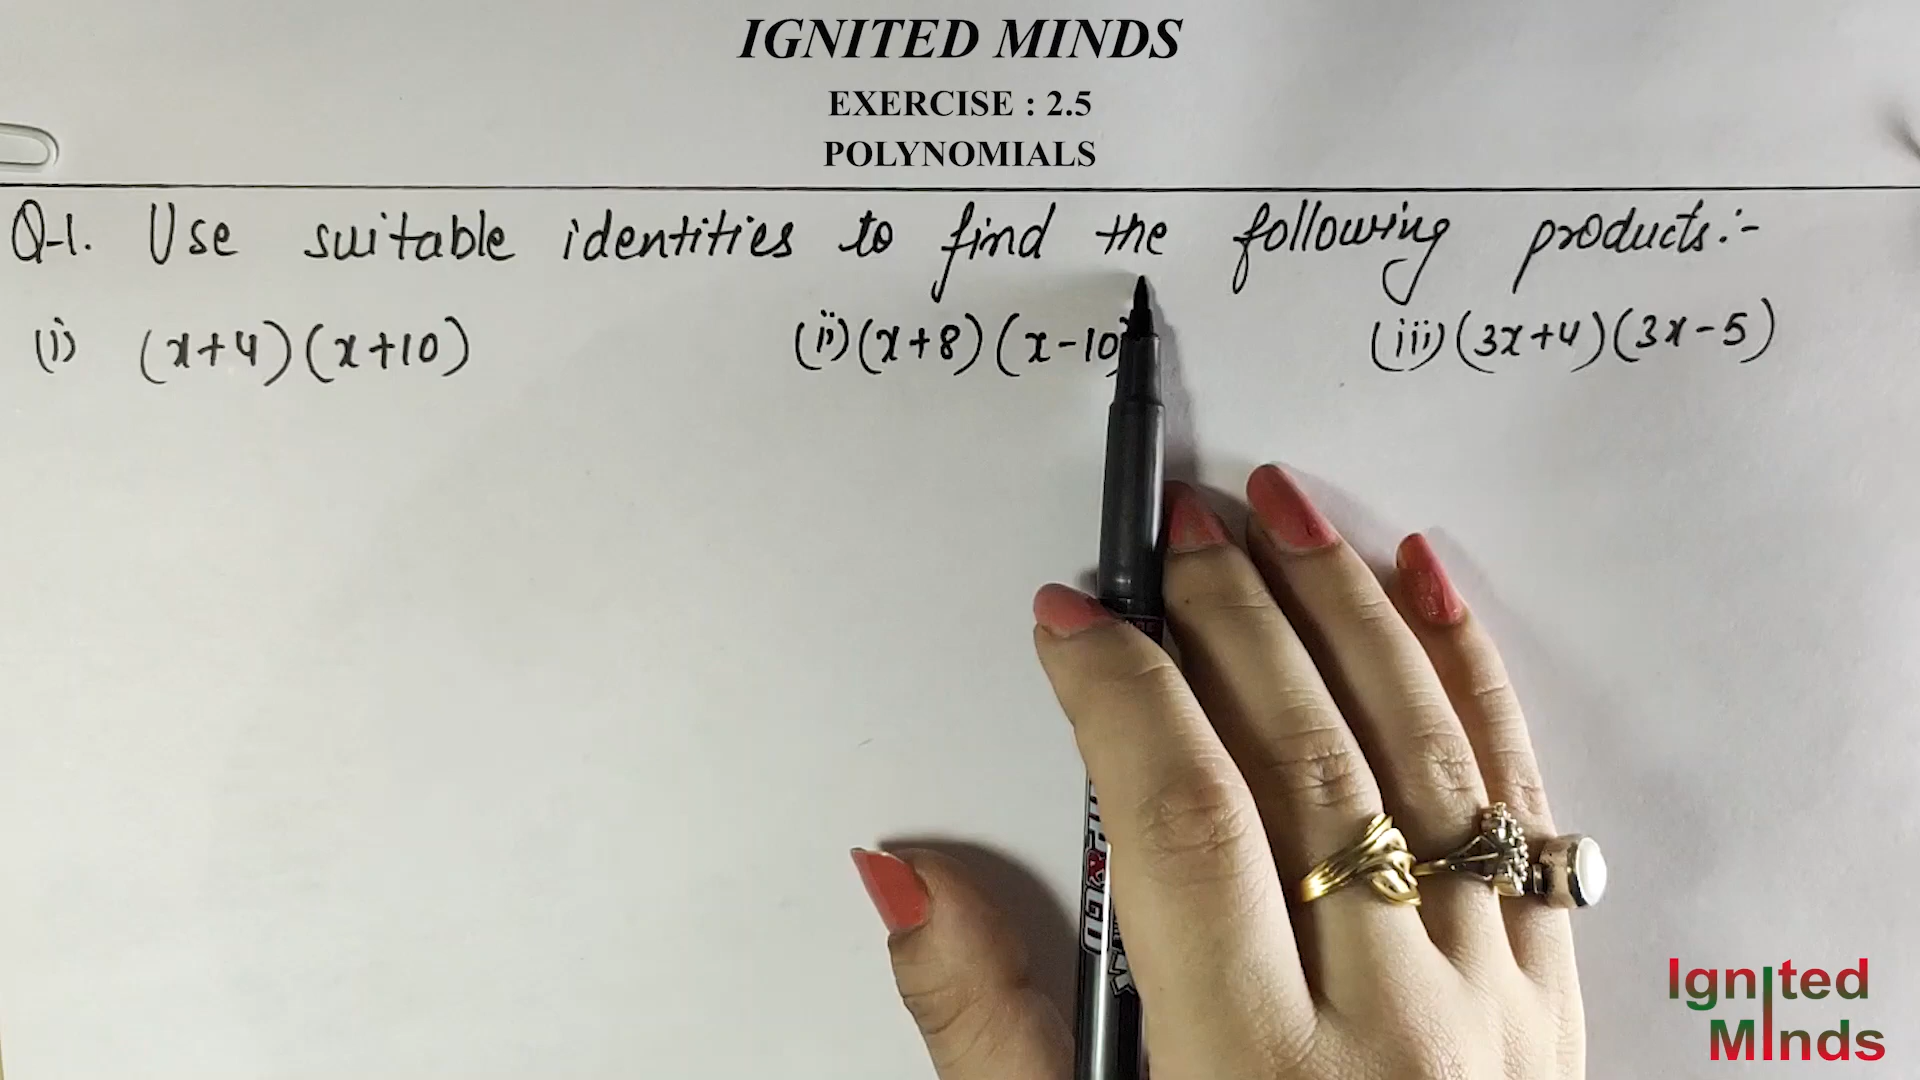 IGNITED MINDS
EXERCISE : 2.5
POLYNOMIALS
Q-1. Use suitable identities to find the following products:-
(i) (x+4)(x+10) (ii) (x+8)(x-10) (iii) (3x+4)(3x-5)
Ignited
Minds